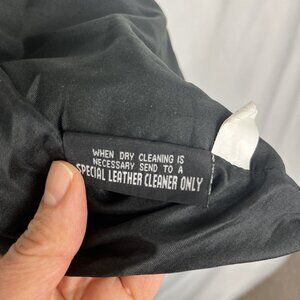 WHEN DRY CLEANING IS
NECESSARY SEND TO A
SPECIAL LEATHER CLEANER ONLY